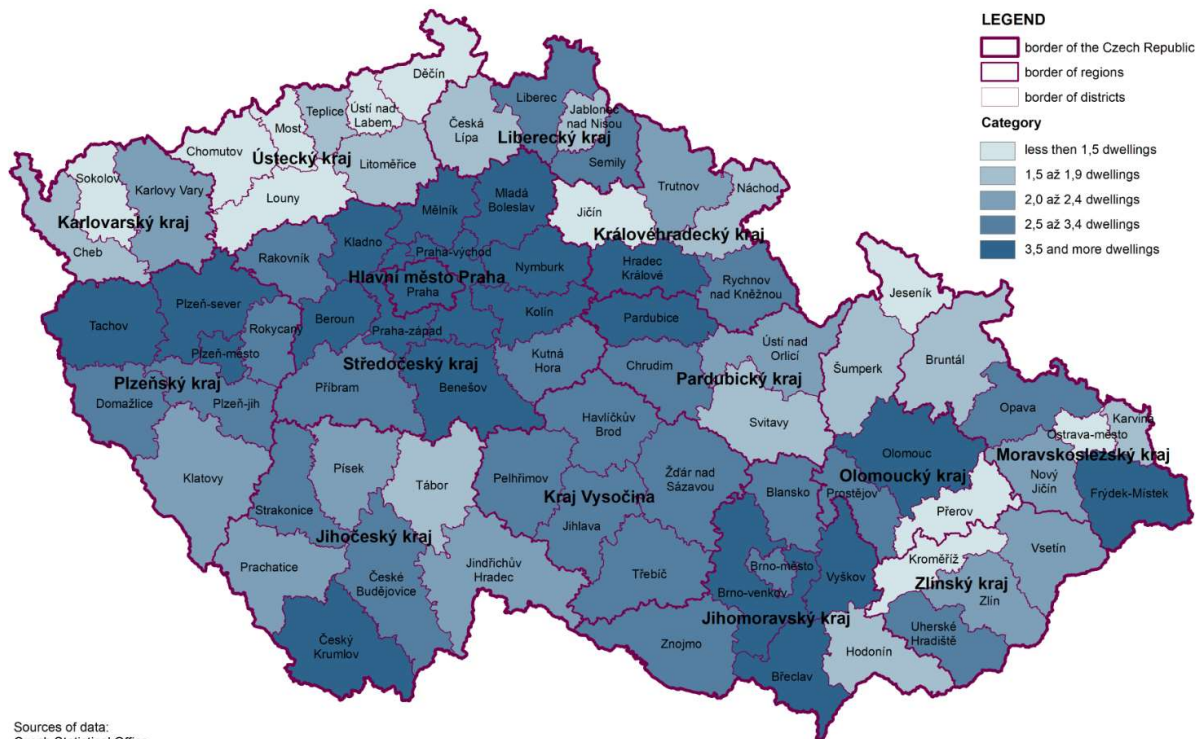 LEGEND
border of the Czech Republic
border of regions
border of districts
Category
less then 1,5 dwellings
1,5 až 1,9 dwellings
2,0 až 2,4 dwellings
2,5 až 3,4 dwellings
3,5 and more dwellings
Děčín
Liberec
Teplice
Ústí nad
Labem
Jablonec
nad Nisou
Most
Česká
Lípa
Liberecký kraj
Chomutov
Ústecký kraj
Litoměřice
Semily
Sokolov
Karlovy Vary
Louny
Trutnov
Náchod
Mladá
Boleslav
Mělník
Jičín
Karlovarský kraj
Královéhradecký kraj
Kladno
Cheb
Rakovník
Praha-východ
Nymburk
Hradec
Králové
Hlavní město Praha
Praha
Rychnov
nad Kněžnou
Jeseník
Plzeň-sever
Tachov
Rokycany
Beroun
Praha-západ
Kolín
Pardubice
Plzeň-město
Středočeský kraj
Kutná
Hora
Chrudim
Ústí nad
Orlicí
Šumperk
Bruntál
Plzeňský kraj
Pardubický kraj
Domažlice
Plzeň-jih
Příbram
Benešov
Opava
Havlíčkův
Brod
Svitavy
Karviná
Ostrava-město
Olomouc
Moravskoslezský kraj
Klatovy
Písek
Tábor
Pelhřimov
Kraj Vysočina
Žďár nad
Sázavou
Blansko
Olomoucký kraj
Prostějov
Nový
Jičín
Frýdek-Místek
Strakonice
Přerov
Jihočeský kraj
Jihlava
Kroměříž
Vsetín
Prachatice
České
Budějovice
Jindřichův
Hradec
Třebíč
Brno-město
Brno-venkov
Vyškov
Zlínský kraj
Zlín
Jihomoravský kraj
Český
Krumlov
Znojmo
Uherské
Hradiště
Hodonín
Břeclav
Sources of data: